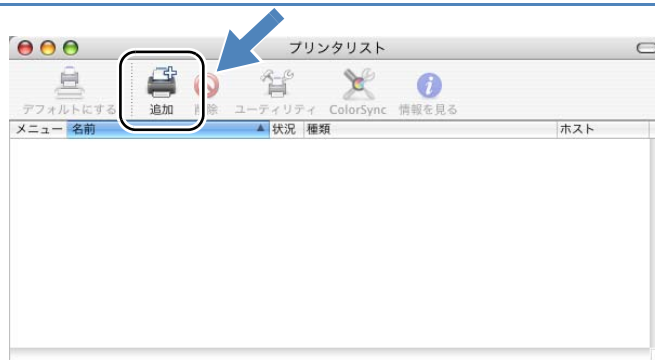 プリンタリスト
デフォルトにする 追加 削除 ユーティリティ ColorSync 情報を見る
メニュー 名前 状況 種類 ホスト